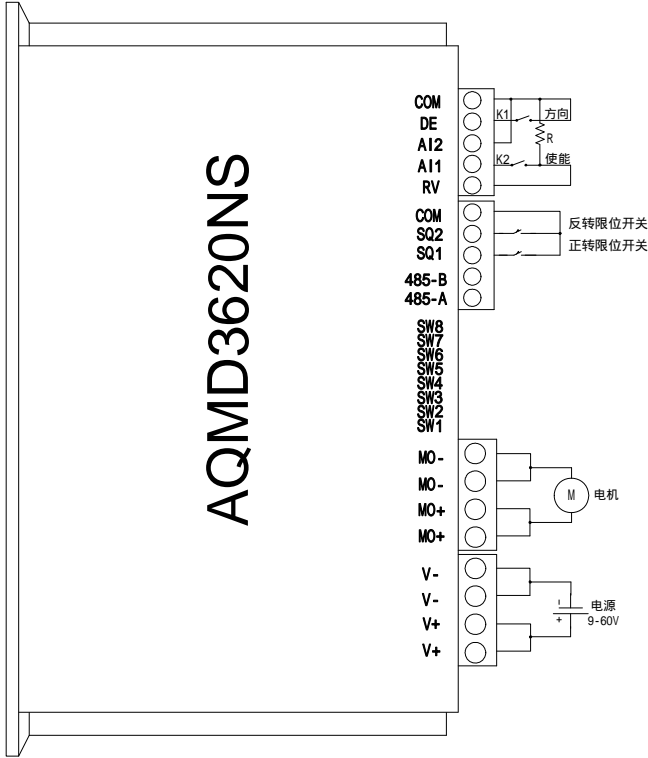 AQMD3620NS
COM
DE
AI2
AI1
RV
K1
方向
R
K2
使能
COM
SQ2
SQ1
485-B
485-A
反转限位开关
正转限位开关
SW8
SW7
SW6
SW5
SW4
SW3
SW2
SW1
MO-
MO-
MO+
MO+
M
电机
V-
V-
V+
V+
-
+
电源
9-60V